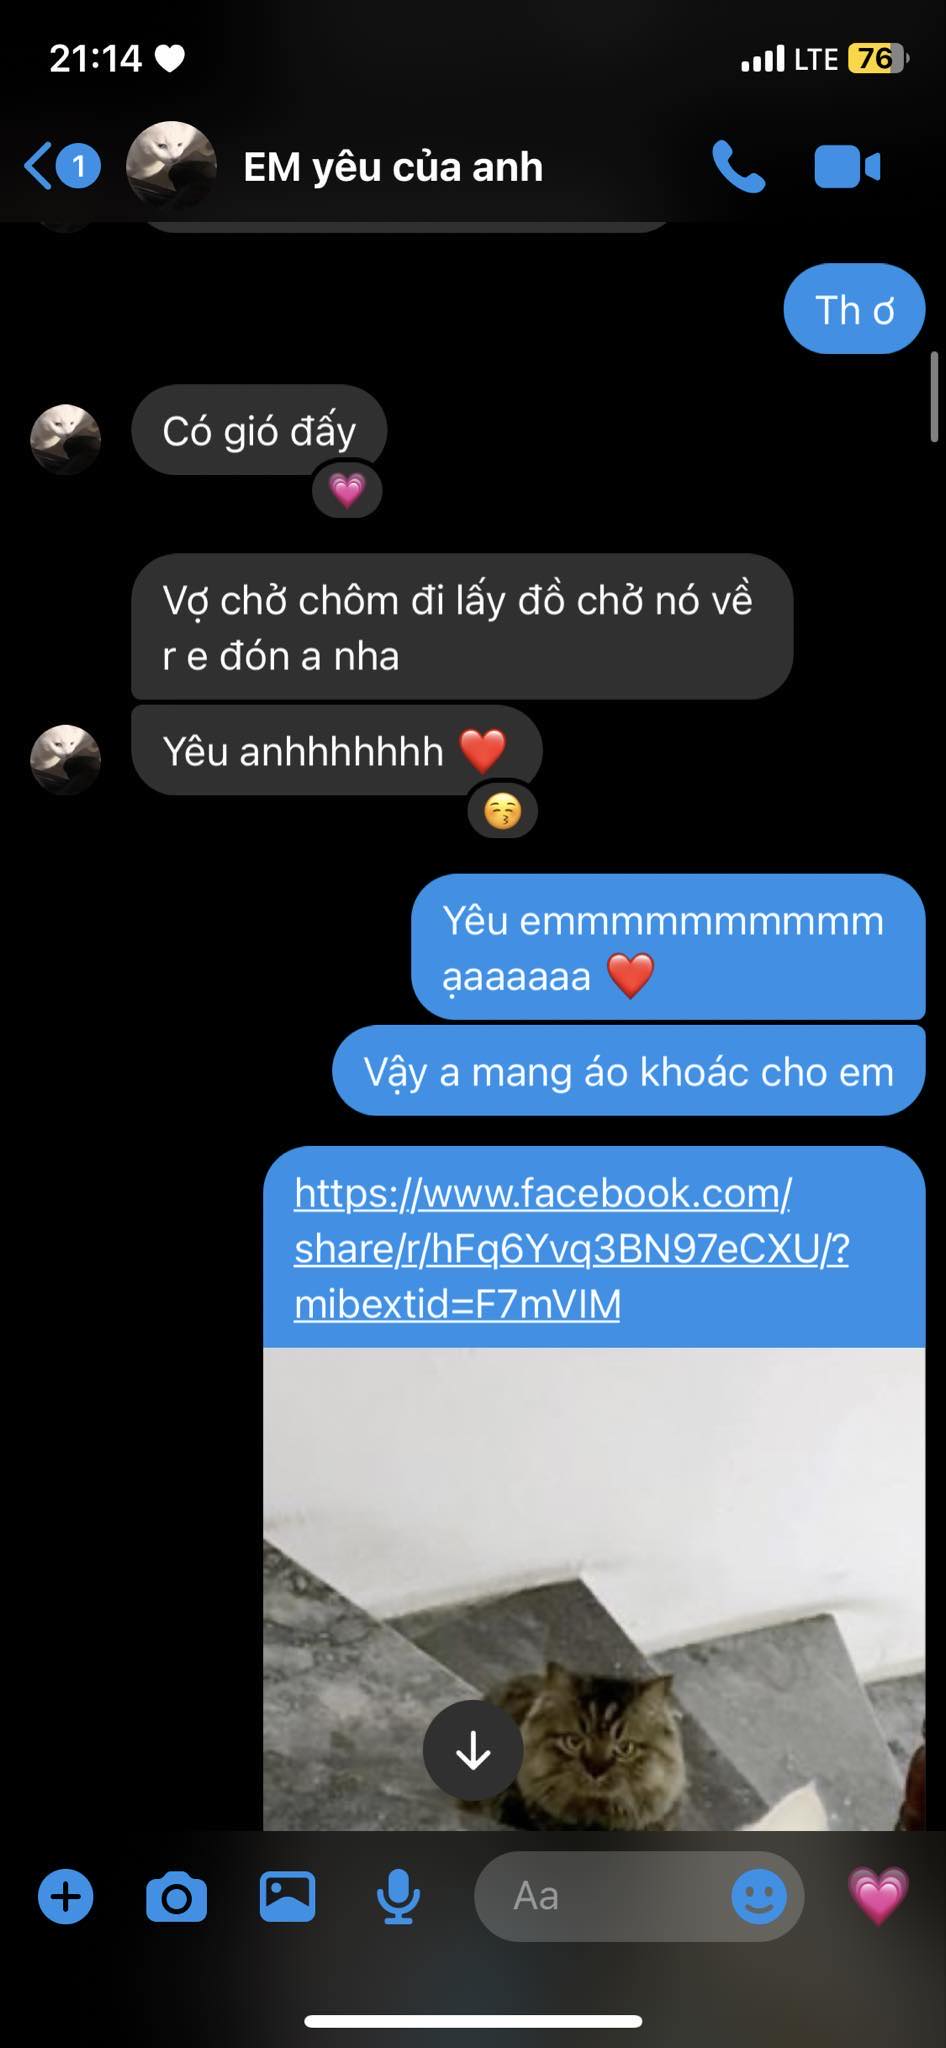 21:14
LTE 76
1
EM yêu của anh
Th ơ
Có gió đấy
Vợ chở chôm đi lấy đồ chở nó về
r e đón a nha
Yêu anhhhhhhh ❤️
Yêu emmmmmmmmmm
ạaaaaaa ❤️
Vậy a mang áo khoác cho em
https://www.facebook.com/
share/r/hFq6Yvq3BN97eCXU/?
mibextid=F7mVIM
Aa